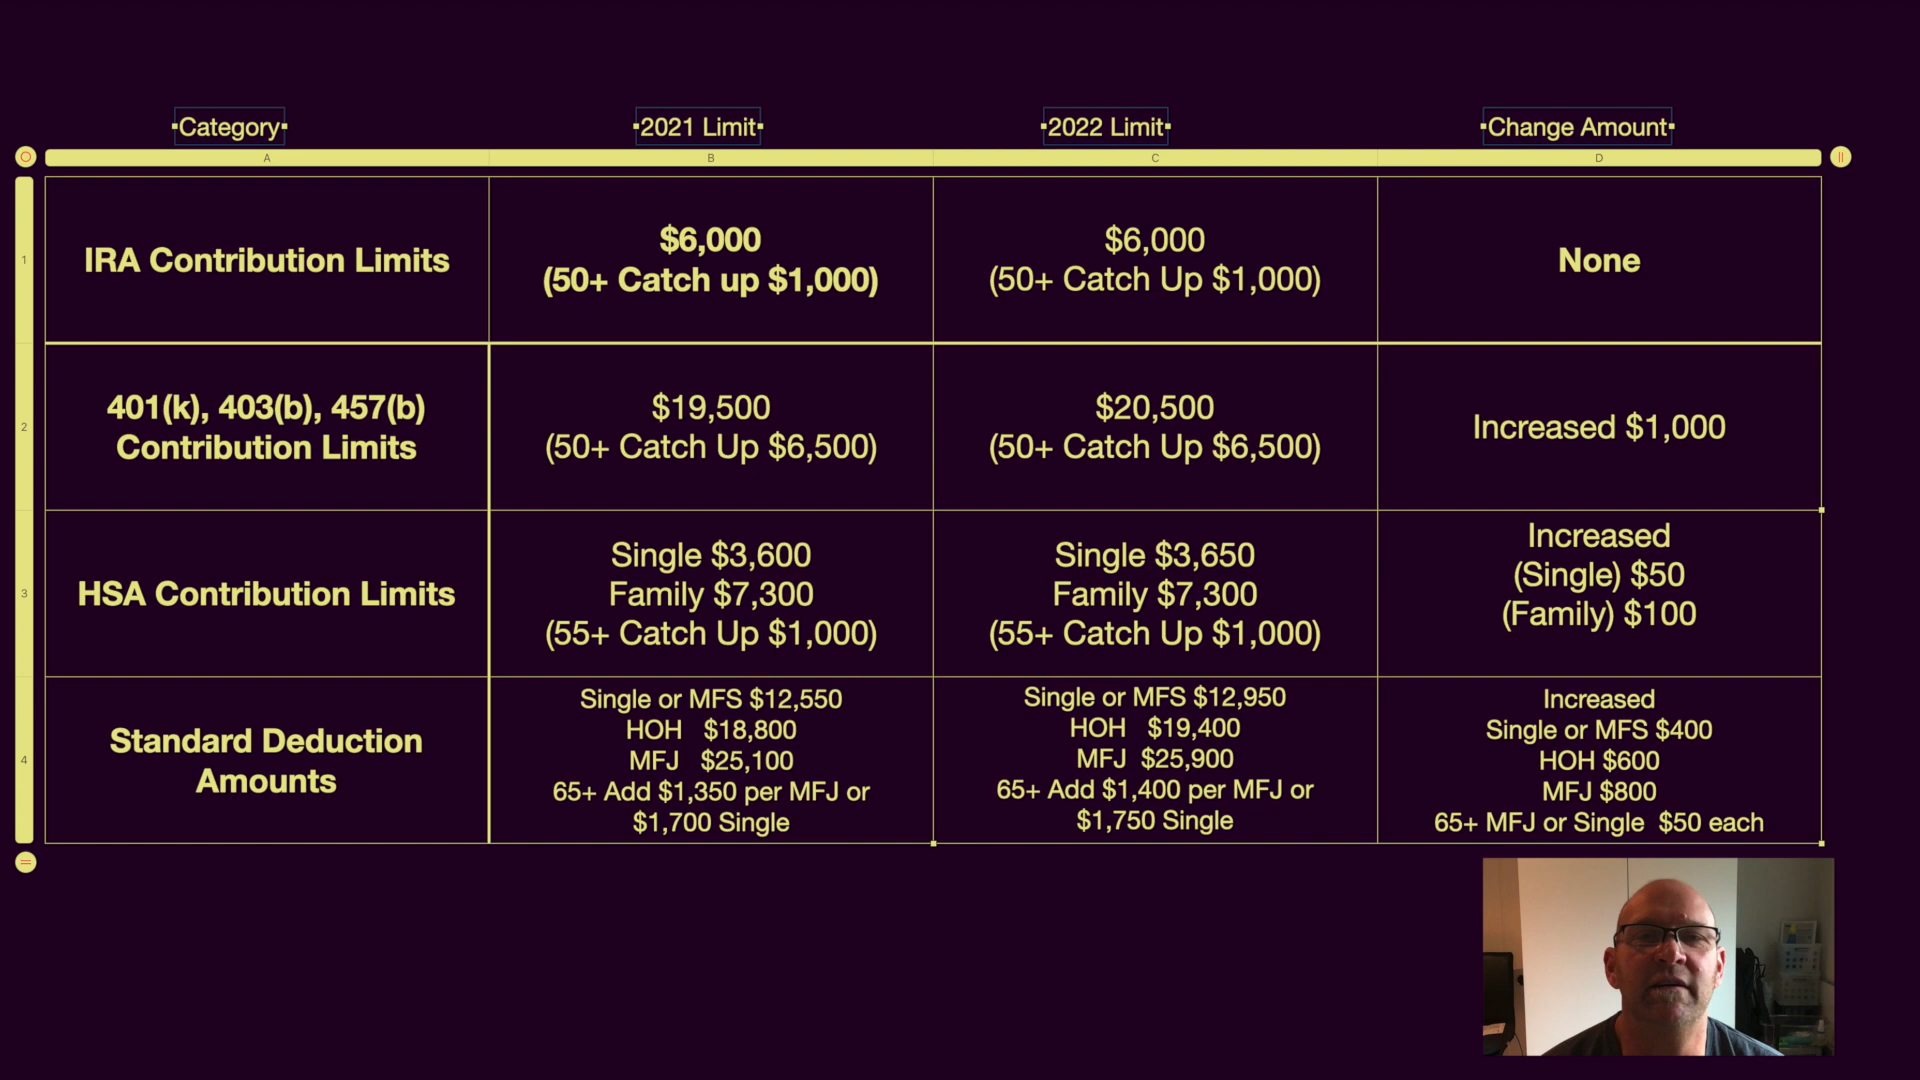 Category
2021 Limit
2022 Limit
Change Amount
A
B
C
D
1
IRA Contribution Limits
$6,000
(50+ Catch up $1,000)
$6,000
(50+ Catch Up $1,000)
None
2
401(k), 403(b), 457(b)
Contribution Limits
$19,500
(50+ Catch Up $6,500)
$20,500
(50+ Catch Up $6,500)
Increased $1,000
3
HSA Contribution Limits
Single $3,600
Family $7,300
(55+ Catch Up $1,000)
Single $3,650
Family $7,300
(55+ Catch Up $1,000)
Increased
(Single) $50
(Family) $100
4
Standard Deduction
Amounts
Single or MFS $12,550
HOH $18,800
MFJ $25,100
65+ Add $1,350 per MFJ or
$1,700 Single
Single or MFS $12,950
HOH $19,400
MFJ $25,900
65+ Add $1,400 per MFJ or
$1,750 Single
Increased
Single or MFS $400
HOH $600
MFJ $800
65+ MFJ or Single $50 each